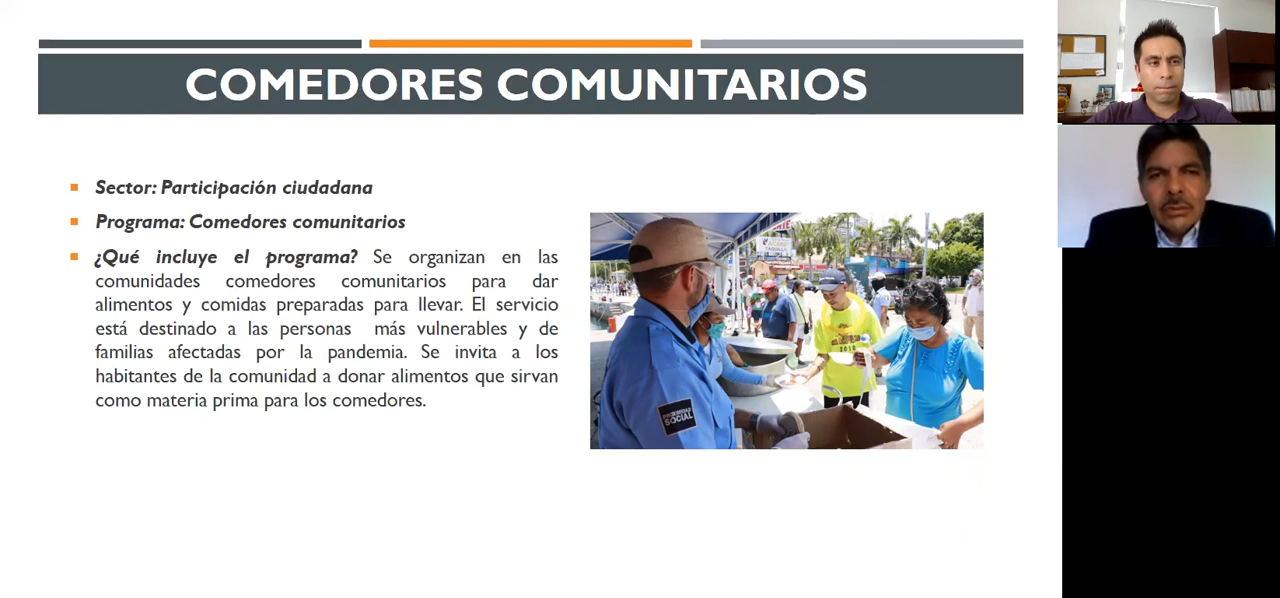 COMEDORES COMUNITARIOS
Sector: Participación ciudadana
Programa: Comedores comunitarios
¿Qué incluye el programa? Se organizan en las
comunidades comedores comunitarios para dar
alimentos y comidas preparadas para llevar. El servicio
está destinado a las personas más vulnerables y de
familias afectadas por la pandemia. Se invita a los
habitantes de la comunidad a donar alimentos que sirvan
como materia prima para los comedores.
PROXIMIDAD
SOCIAL